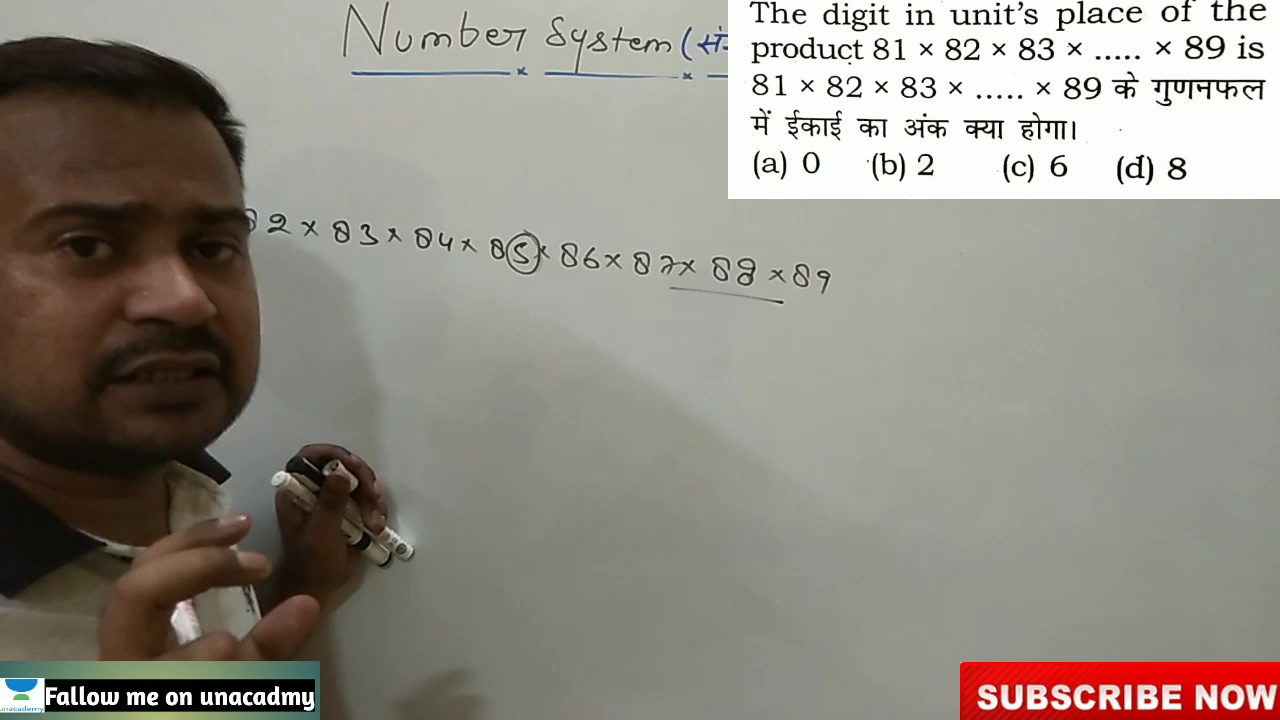 Number System (सं
The digit in unit's place of the
product 81 × 82 × 83 × ..... × 89 is
81 × 82 × 83 × ..... × 89 के गुणनफल
में ईकाई का अंक क्या होगा।
(a) 0 (b) 2 (c) 6 (d) 8
82 × 83 × 84 × 85 × 86 × 87 × 88 × 89
unacademy
Fallow me on unacadmy
SUBSCRIBE NOW